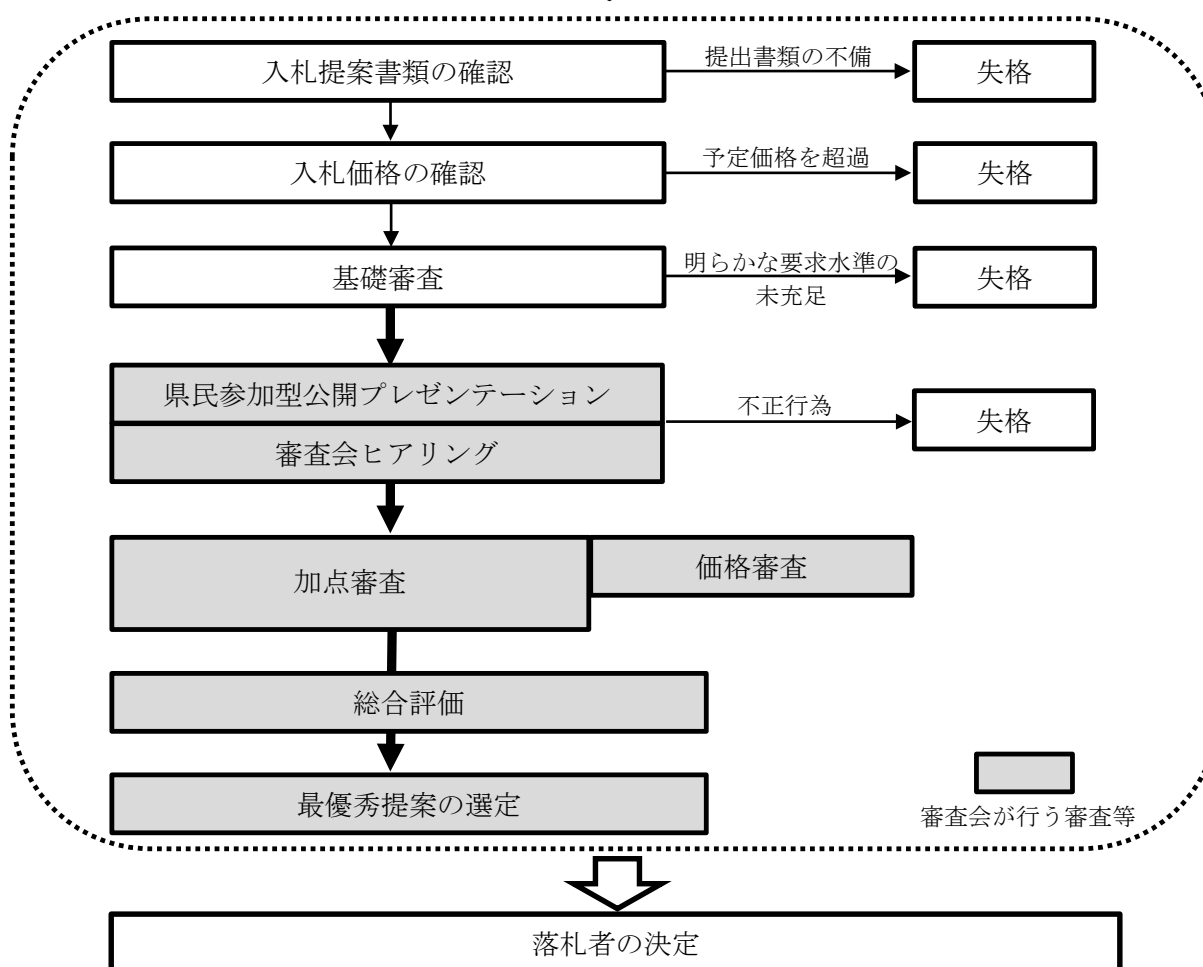 入札提案書類の確認
提出書類の不備
失格
入札価格の確認
予定価格を超過
失格
基礎審査
明らかな要求水準の
未充足
失格
県民参加型公開プレゼンテーション
審査会ヒアリング
不正行為
失格
加点審査
価格審査
総合評価
最優秀提案の選定
審査会が行う審査等
落札者の決定